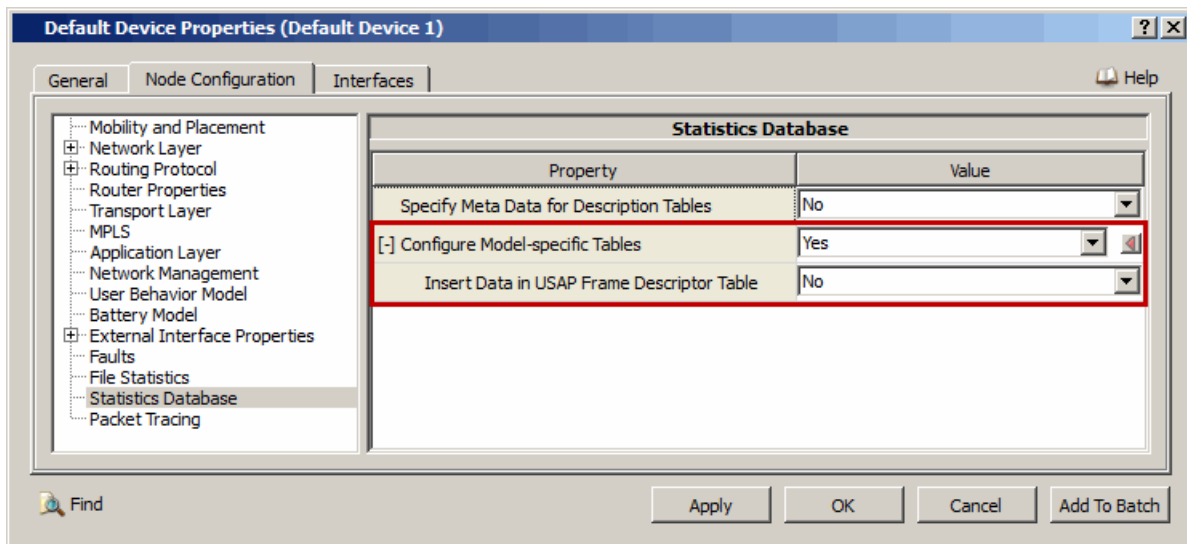 Default Device Properties (Default Device 1)
General Node Configuration Interfaces Help
Mobility and Placement
Network Layer
Routing Protocol
Router Properties
Transport Layer
MPLS
Application Layer
Network Management
User Behavior Model
Battery Model
External Interface Properties
Faults
File Statistics
Statistics Database
Packet Tracing
Statistics Database
Property Value
Specify Meta Data for Description Tables No
[-] Configure Model-specific Tables Yes
Insert Data in USAP Frame Descriptor Table No
Find Apply OK Cancel Add To Batch